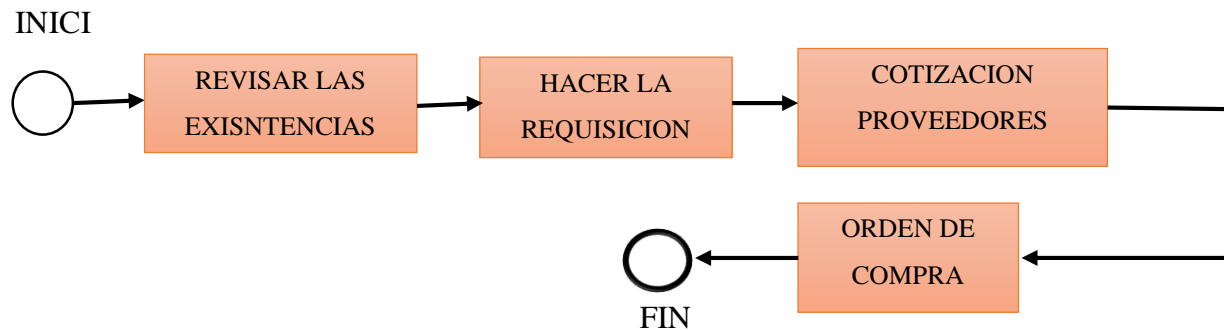 INICI
REVISAR LAS
EXISNTENCIAS
HACER LA
REQUISICION
COTIZACION
PROVEEDORES
ORDEN DE
COMPRA
FIN